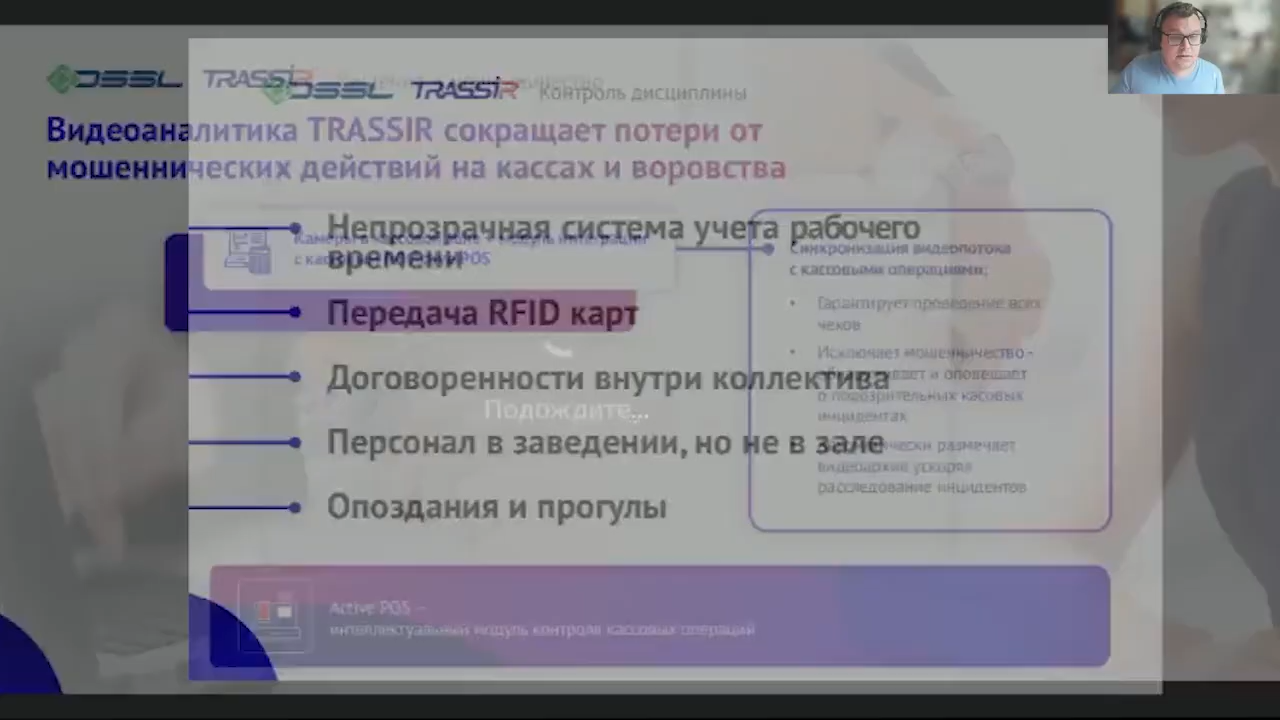 DSSL TRASSIR
DSSL TRASSIR Контроль дисциплины
Видеоаналитика TRASSIR сокращает потери от
мошеннических действий на кассах и воровства
Непрозрачная система учета рабочего
времени
Передача RFID карт
Договоренности внутри коллектива
Персонал в заведении, но не в зале
Опоздания и прогулы
Подождите...
Синхронизация видеопотока
с кассовыми операциями:
• Гарантирует проведение всех
чеков
• Исключает мошенничество -
и оповещает
о подозрительных кассовых
инцидентах
размечает
видеоархив ускоряя
расследование инцидентов
Active POS —
интеллектуальный модуль контроля кассовых операций